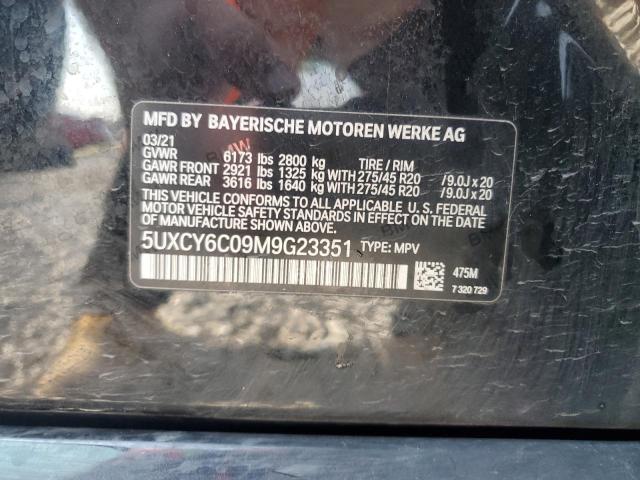 MFD BY BAYERISCHE MOTOREN WERKE AG
03/21
GVWR 6173 lbs 2800 kg TIRE / RIM
GAWR FRONT 2921 lbs 1325 kg WITH 275/45 R20 /9.0J x 20
GAWR REAR 3616 lbs 1640 kg WITH 275/45 R20 /9.0J x 20
THIS VEHICLE CONFORMS TO ALL APPLICABLE U. S. FEDERAL
MOTOR VEHICLE SAFETY STANDARDS IN EFFECT ON THE DATE
OF MANUFACTURE SHOWN ABOVE.
5UXCY6C09M9G23351 TYPE: MPV
475M
7 320 729